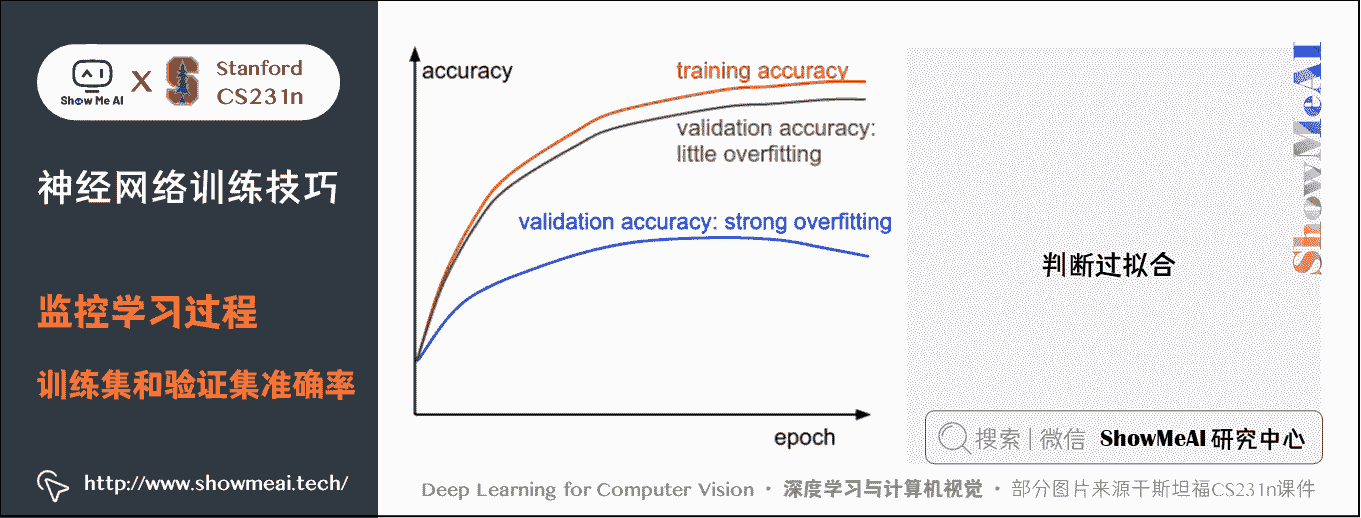 Show Me AI
X
Stanford
CS231n
神经网络训练技巧
监控学习过程
训练集和验证集准确率
http://www.showmeai.tech/
accuracy
training accuracy
validation accuracy:
little overfitting
validation accuracy: strong overfitting
epoch
判断过拟合
ShowMeAI
搜索 | 微信 ShowMeAI 研究中心
Deep Learning for Computer Vision · 深度学习与计算机视觉 · 部分图片来源于斯坦福CS231n课件